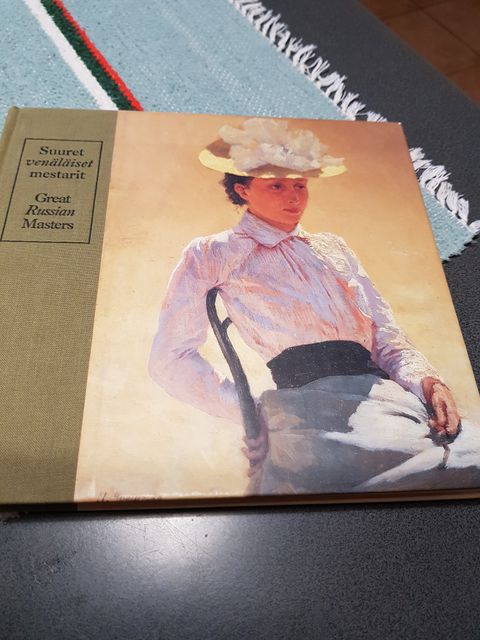 Suuret
venäläiset
mestarit
Great
Russian
Masters